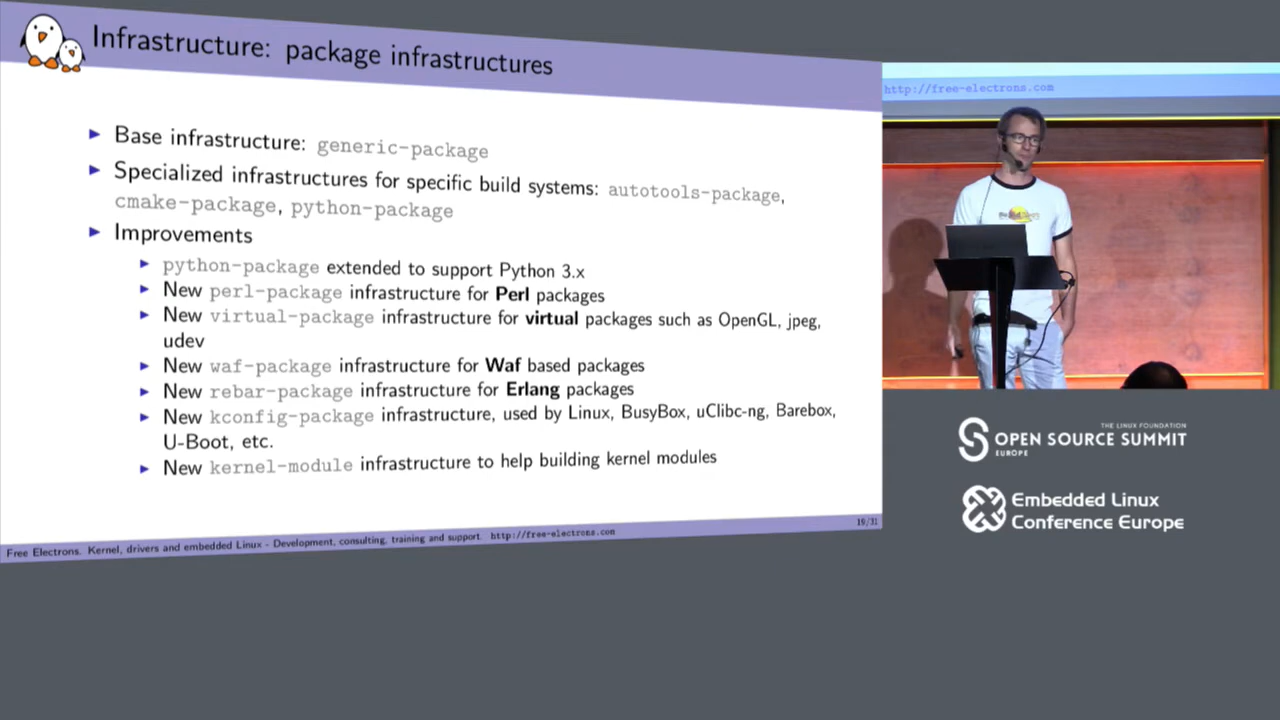 Infrastructure: package infrastructures
Base infrastructure: generic-package
Specialized infrastructures for specific build systems: autotools-package,
cmake-package, python-package
Improvements
python-package extended to support Python 3.x
New perl-package infrastructure for Perl packages
New virtual-package infrastructure for virtual packages such as OpenGL, jpeg,
udev
New waf-package infrastructure for Waf based packages
New rebar-package infrastructure for Erlang packages
New kconfig-package infrastructure, used by Linux, BusyBox, uClibc-ng, Barebox,
U-Boot, etc.
New kernel-module infrastructure to help building kernel modules
19/31
Free Electrons. Kernel, drivers and embedded Linux - Development, consulting, training and support. http://free-electrons.com
http://free-electrons.com
THE LINUX FOUNDATION
OPEN SOURCE SUMMIT
EUROPE
Embedded Linux
Conference Europe